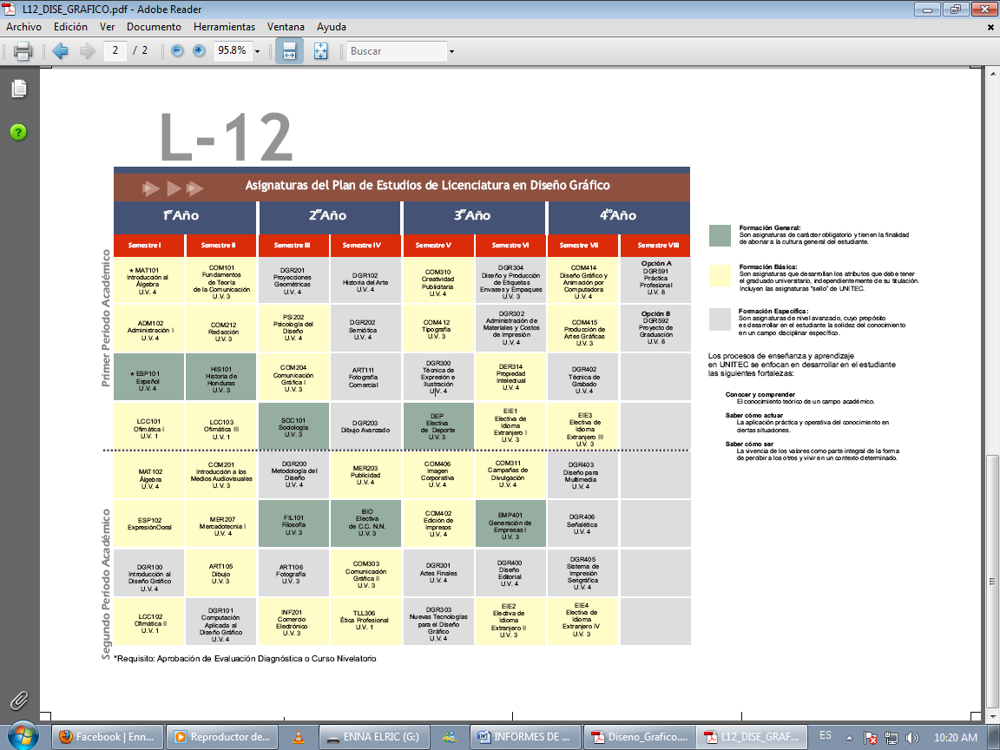 L12_DISE_GRAFICO.pdf - Adobe Reader
Archivo Edición Ver Documento Herramientas Ventana Ayuda
2 / 2 95.8% Buscar
L-12
Asignaturas del Plan de Estudios de Licenciatura en Diseño Gráfico
1er Año 2do Año 3er Año 4to Año
Semestre I Semestre II Semestre III Semestre IV Semestre V Semestre VI Semestre VII Semestre VIII
Primer Período Académico
* MAT101
Introducción al
Álgebra
U.V. 4
COM101
Fundamentos
de Teoría
de la Comunicación
U.V. 3
DGR201
Proyecciones
Geométricas
U.V. 4
DGR102
Historia del Arte
U.V. 4
COM310
Creatividad
Publicitaria
U.V. 4
DGR304
Diseño y Producción
de Etiquetas
Envases y Empaques
U.V. 3
COM414
Diseño Gráfico y
Animación por
Computadora
U.V. 4
Opción A
DGR591
Práctica
Profesional
U.V. 8
ADM102
Administración I
U.V. 4
COM212
Redacción
U.V. 3
PSI202
Psicología del
Diseño
U.V. 4
DGR202
Semiótica
U.V. 4
COM412
Tipografía
U.V. 3
DGR302
Administración de
Materiales y Costos
de Impresión
U.V. 4
COM415
Producción de
Artes Gráficas
U.V. 3
Opción B
DGR592
Proyecto de
Graduación
U.V. 8
* ESP101
Español
U.V. 4
HIS101
Historia de
Honduras
U.V. 3
COM204
Comunicación
Gráfica I
U.V. 3
ART111
Fotografía
Comercial
DGR300
Técnica de
Expresión e
Ilustración
U.V. 4
DER314
Propiedad
Intelectual
U.V. 4
DGR402
Técnica de
Grabado
U.V. 4
LCC101
Ofimática I
U.V. 1
LCC103
Ofimática III
U.V. 1
SOC101
Sociología
U.V. 3
DGR203
Dibujo Avanzado
DEP
Electiva
de Deporte
U.V. 3
EIE1
Electiva de
Idioma
Extranjero I
U.V. 3
EIE3
Electiva de
Idioma
Extranjero III
U.V. 3
Segundo Período Académico
MAT102
Álgebra
U.V. 4
COM201
Introducción a los
Medios Audiovisuales
U.V. 3
DGR200
Metodología del
Diseño
U.V. 4
MER203
Publicidad
U.V. 4
COM406
Imagen
Corporativa
U.V. 4
COM311
Campañas de
Divulgación
U.V. 4
DGR403
Diseño para
Multimedia
U.V. 4
ESP102
ExpresiónOoral
MER207
Mercadotecnia I
U.V. 4
FIL101
Filosofía
U.V. 3
BIO
Electiva
de C.C. N.N.
U.V. 3
COM402
Edición de
Impresos
U.V. 4
EMP401
Generación de
Empresas I
U.V. 3
DGR406
Señalética
U.V. 4
DGR100
Introducción al
Diseño Gráfico
U.V. 4
ART105
Dibujo
U.V. 3
ART106
Fotografía
U.V. 3
COM303
Comunicación
Gráfica II
U.V. 3
DGR301
Artes Finales
U.V. 4
DGR400
Diseño
Editorial
U.V. 4
DGR405
Sistema de
Impresión
Serigráfica
U.V. 4
LCC102
Ofimática II
U.V. 1
DGR101
Computación
Aplicada al
Diseño Gráfico
U.V. 4
INF201
Comercio
Electrónico
U.V. 3
TLL306
Ética Profesional
U.V. 1
DGR303
Nuevas Tecnologías
para el Diseño
Gráfico
U.V. 4
EIE2
Electiva de
Idioma
Extranjero II
U.V. 3
EIE4
Electiva de
Idioma
Extranjero IV
U.V. 3
*Requisito: Aprobación de Evaluación Diagnóstica o Curso Nivelatorio
Formación General:
Son asignaturas de carácter obligatorio y tienen la finalidad
de abonar a la cultura general del estudiante.
Formación Básica:
Son asignaturas que desarrollan los atributos que debe tener
el graduado universitario, independientemente de su titulación.
Incluyen las asignaturas "sello" de UNITEC.
Formación Específica:
Son asignaturas de nivel avanzado, cuyo propósito
es desarrollar en el estudiante la solidez del conocimiento
en un campo disciplinar específico.
Los procesos de enseñanza y aprendizaje
en UNITEC se enfocan en desarrollar en el estudiante
las siguientes fortalezas:
Conocer y comprender
El conocimiento teórico de un campo académico.
Saber cómo actuar
La aplicación práctica y operativa del conocimiento en
ciertas situaciones.
Saber cómo ser
La vivencia de los valores como parte integral de la forma
de percibir a los otros y vivir en un contexto determinado.
Facebook | Enn... Reproductor de... ENNA ELRIC (G:) INFORMES DE ... Diseno_Grafico.... L12_DISE_GRAF... ES 10:20 AM